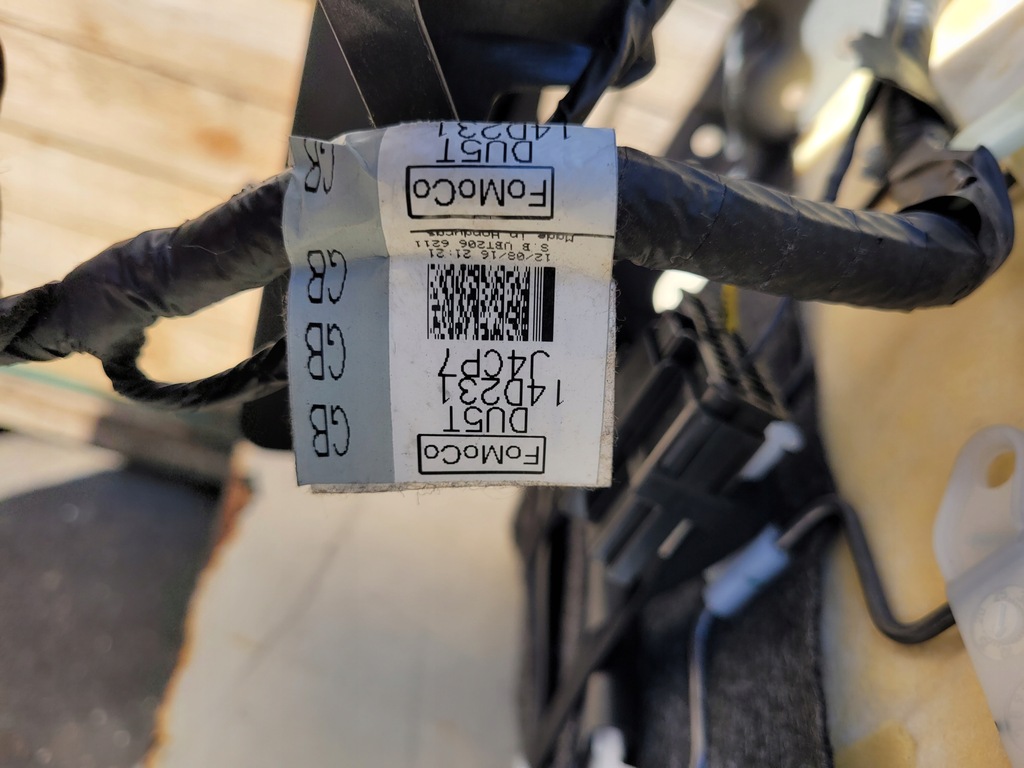 FoMoCo
DU5T
14D231
J4CP7
12/08/16 21:21
S B UBT206 6211
Made in Honduras
FoMoCo
DU5T
14D231
GB
GB
GB
GB